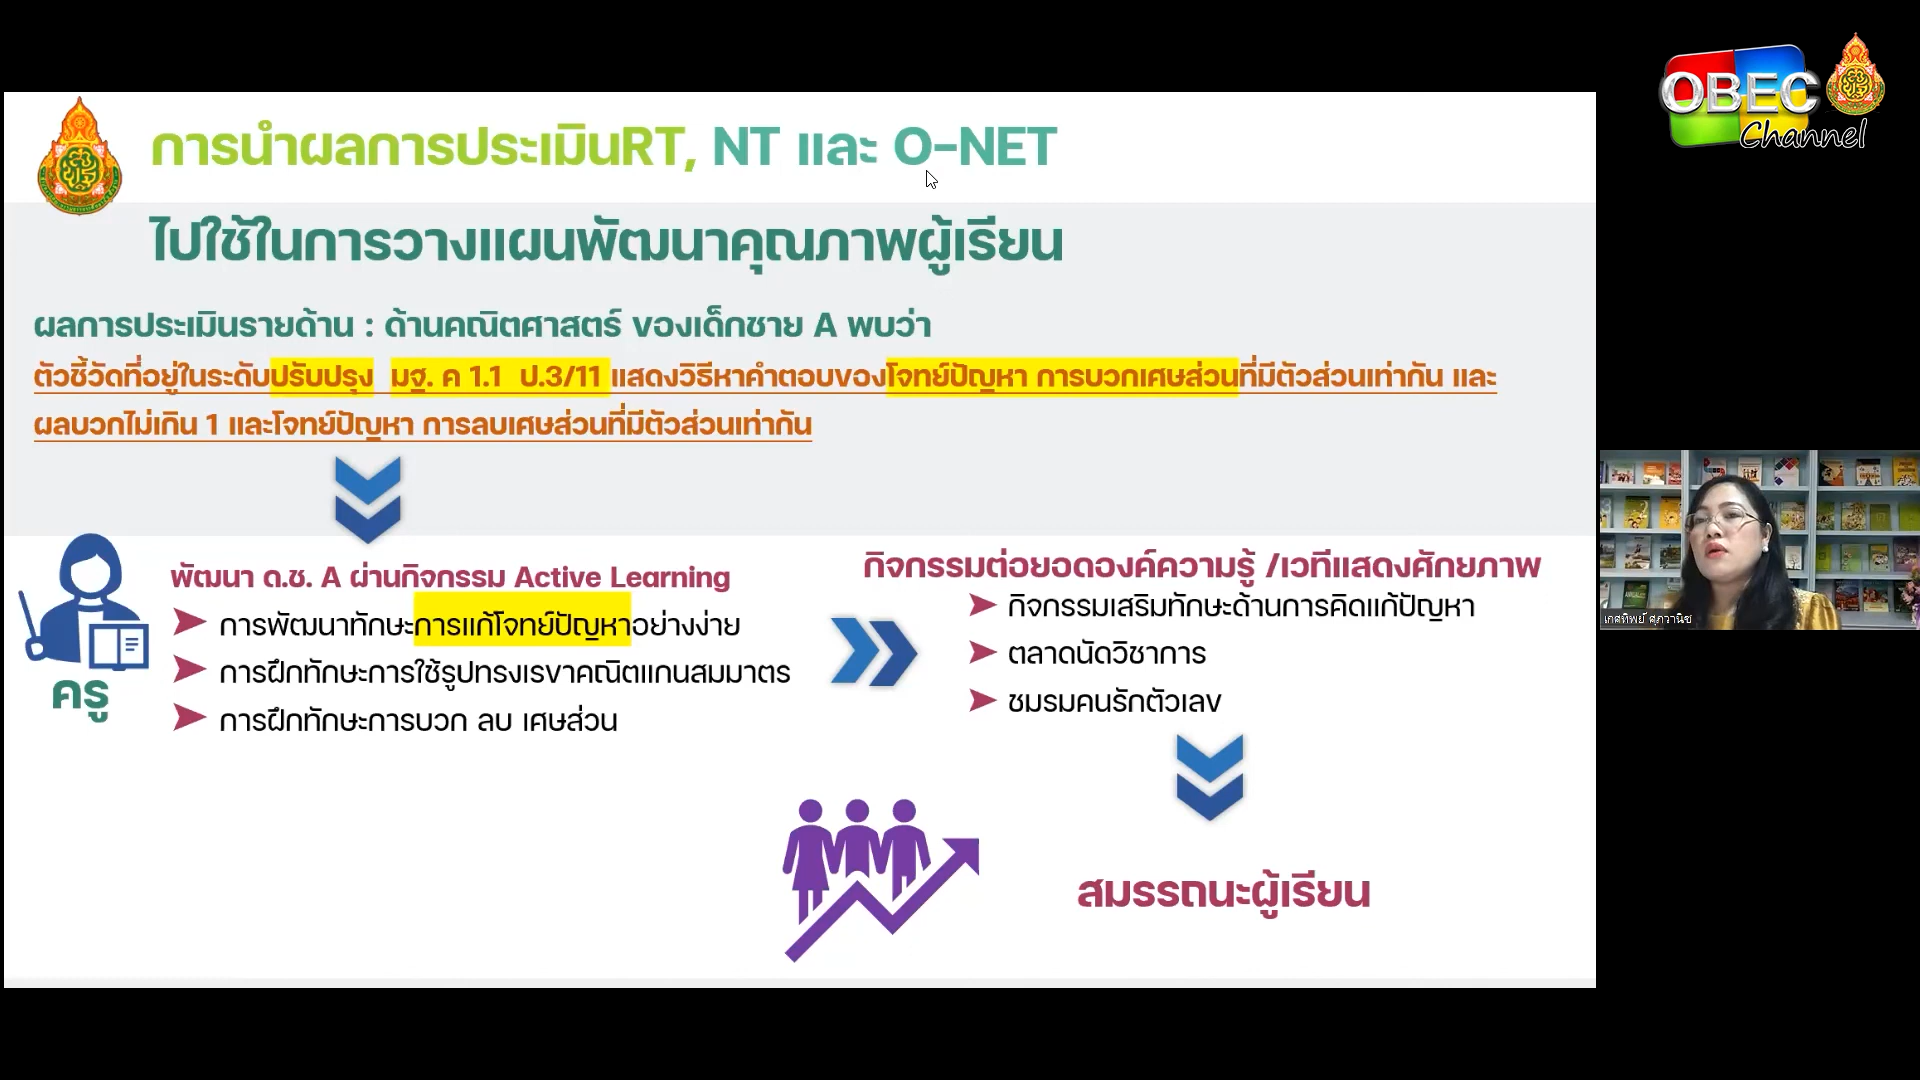 OBEC
Channel
การนำผลการประเมินRT, NT และ O-NET
ไปใช้ในการวางแผนพัฒนาคุณภาพผู้เรียน
ผลการประเมินรายด้าน : ด้านคณิตศาสตร์ ของเด็กชาย A พบว่า
ตัวชี้วัดที่อยู่ในระดับปรับปรุง มฐ. ค 1.1 ป.3/11 แสดงวิธีหาคำตอบของโจทย์ปัญหา การบวกเศษส่วนที่มีตัวส่วนเท่ากัน และ
ผลบวกไม่เกิน 1 และโจทย์ปัญหา การลบเศษส่วนที่มีตัวส่วนเท่ากัน
ครู
พัฒนา ด.ช. A ผ่านกิจกรรม Active Learning
การพัฒนาทักษะการแก้โจทย์ปัญหาอย่างง่าย
การฝึกทักษะการใช้รูปทรงเรขาคณิตแกนสมมาตร
การฝึกทักษะการบวก ลบ เศษส่วน
กิจกรรมต่อยอดองค์ความรู้ /เวทีแสดงศักยภาพ
กิจกรรมเสริมทักษะด้านการคิดแก้ปัญหา
ตลาดนัดวิชาการ
ชมรมคนรักตัวเลข
สมรรถนะผู้เรียน
เกศทิพย์ ศุภวานิช